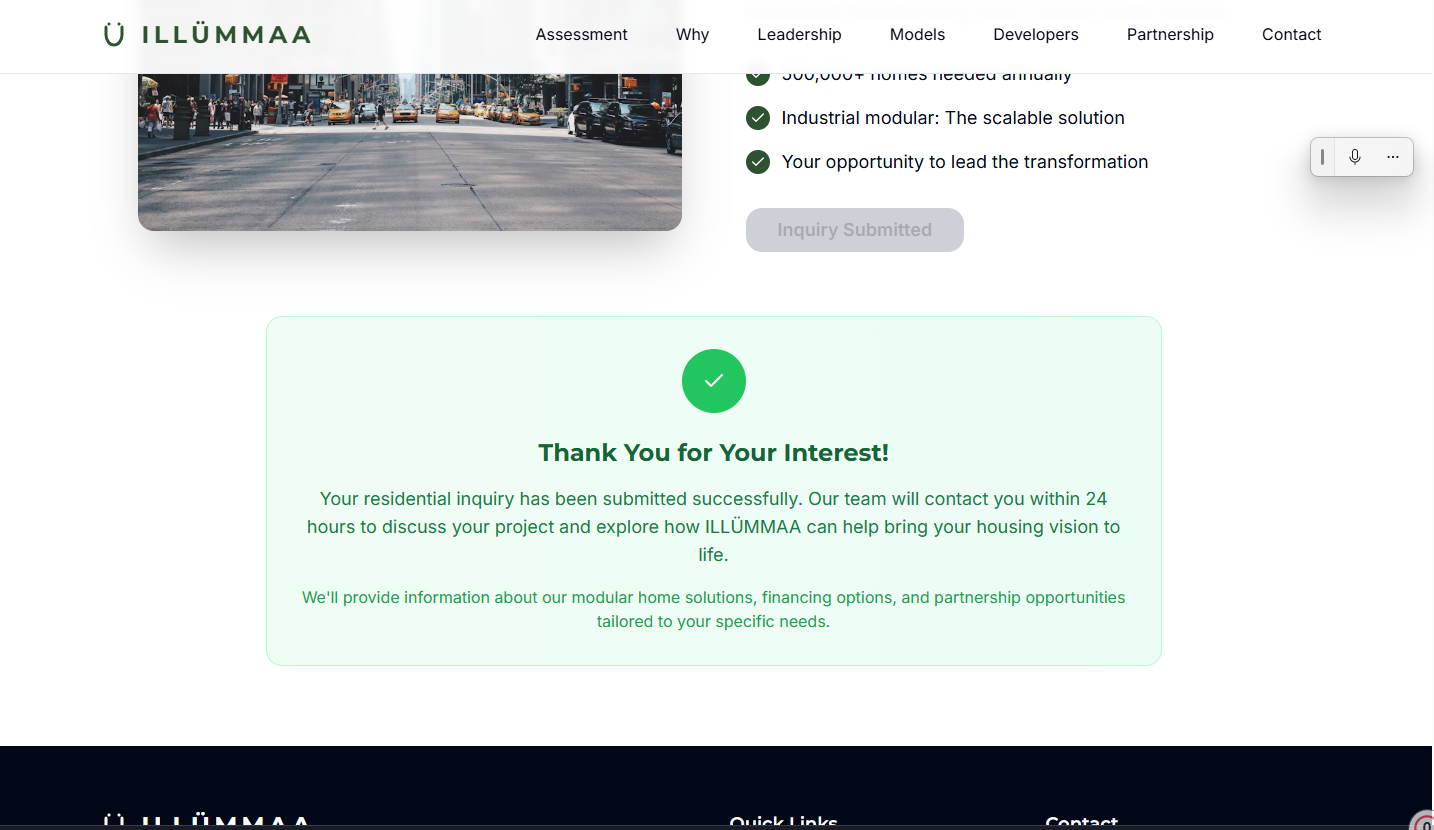 ILLÜMMAA
Assessment Why Leadership Models Developers Partnership Contact
300,000+ homes needed annually
Industrial modular: The scalable solution
Your opportunity to lead the transformation
Inquiry Submitted
Thank You for Your Interest!
Your residential inquiry has been submitted successfully. Our team will contact you within 24
hours to discuss your project and explore how ILLÜMMAA can help bring your housing vision to
life.
We'll provide information about our modular home solutions, financing options, and partnership opportunities
tailored to your specific needs.
ILLÜMMAA
Quick Links
Contact